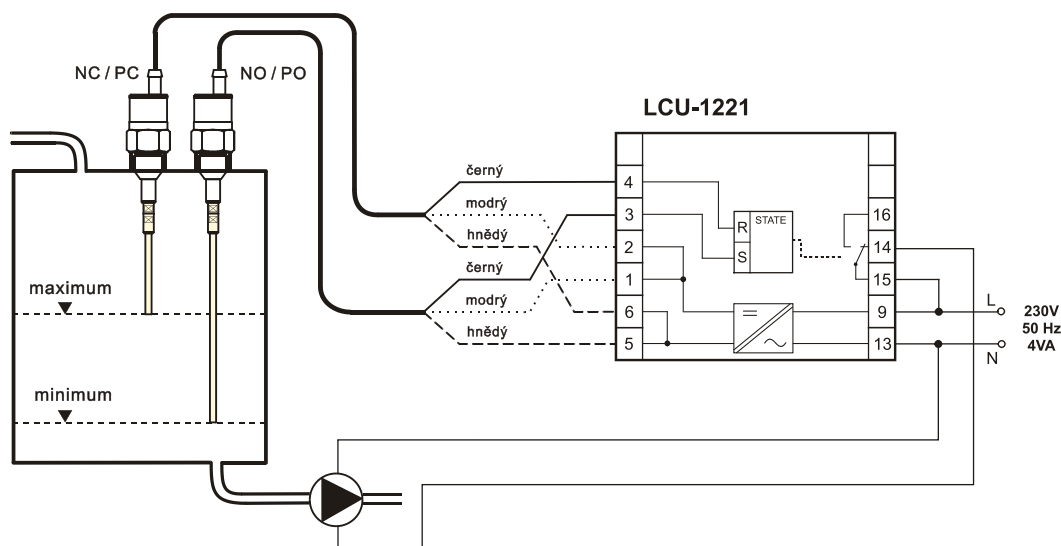 NC / PC
NO / PO
LCU-1221
černý
modrý
hnědý
černý
modrý
hnědý
4
3
2
1
6
5
R
S
STATE
16
14
15
9
13
L
N
230V
50 Hz
4VA
maximum
minimum